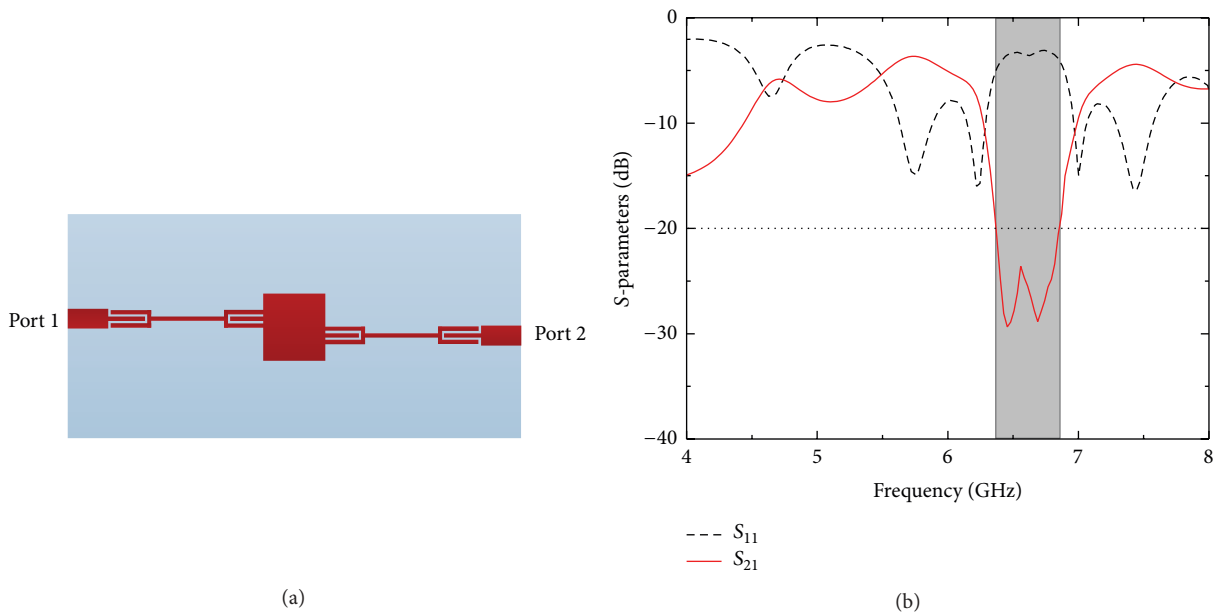 Port 1
Port 2
(a)
0
−10
−20
−30
−40
S-parameters (dB)
4
5
6
7
8
Frequency (GHz)
S11
S21
(b)